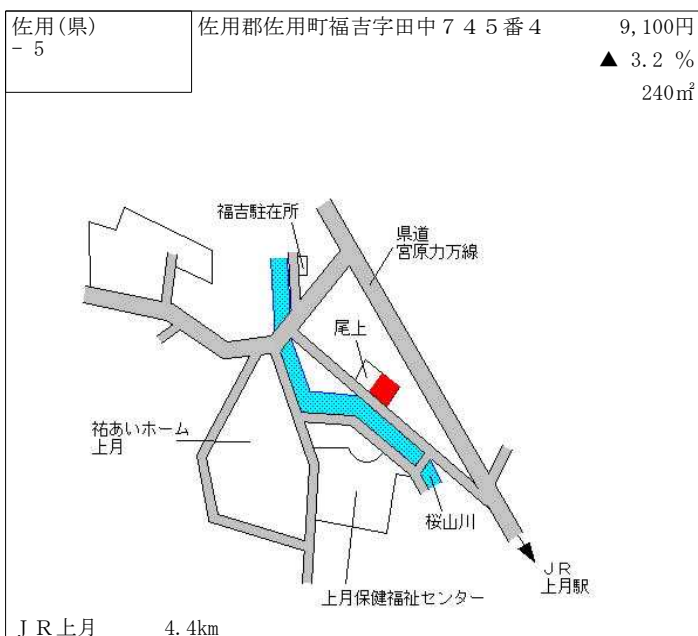 佐用(県)
- 5
佐用郡佐用町福吉字田中７４５番４
9,100円
▲ 3.2 %
240㎡
福吉駐在所
県道
宮原力万線
尾上
祐あいホーム
上月
桜山川
ＪＲ
上月駅
上月保健福祉センター
ＪＲ上月 4.4km